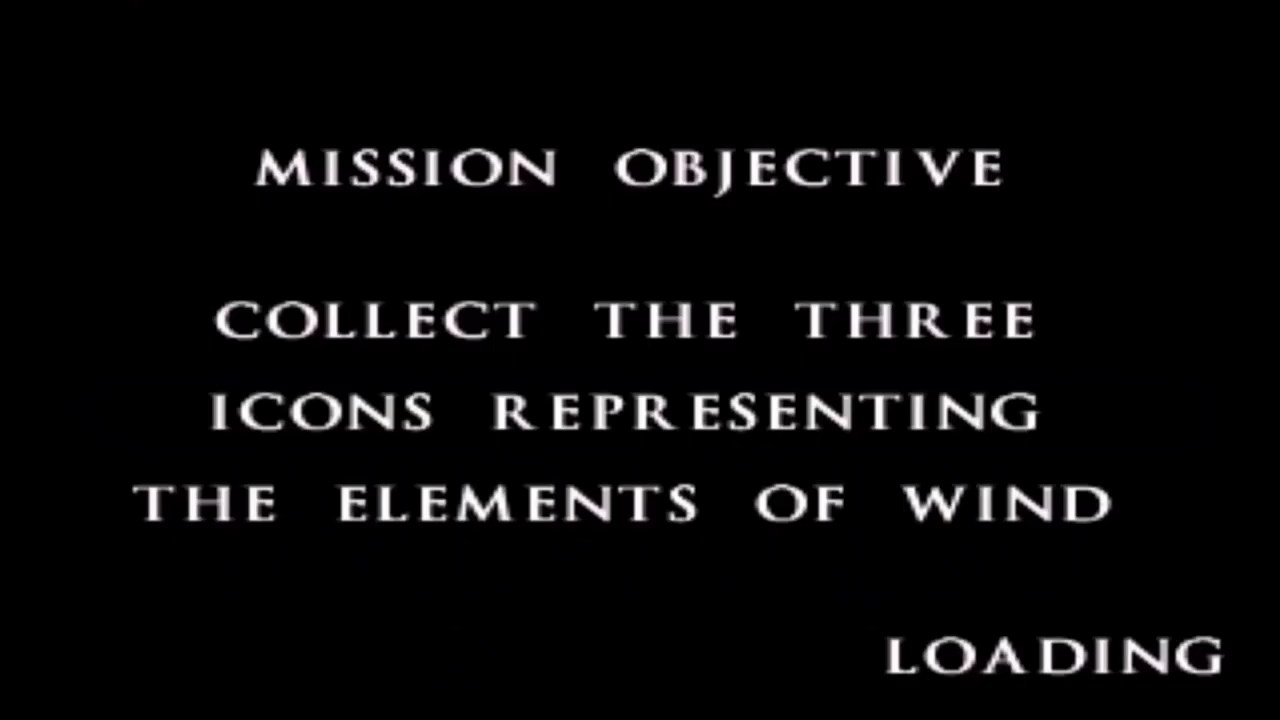 MISSION OBJECTIVE
COLLECT THE THREE
ICONS REPRESENTING
THE ELEMENTS OF WIND
LOADING